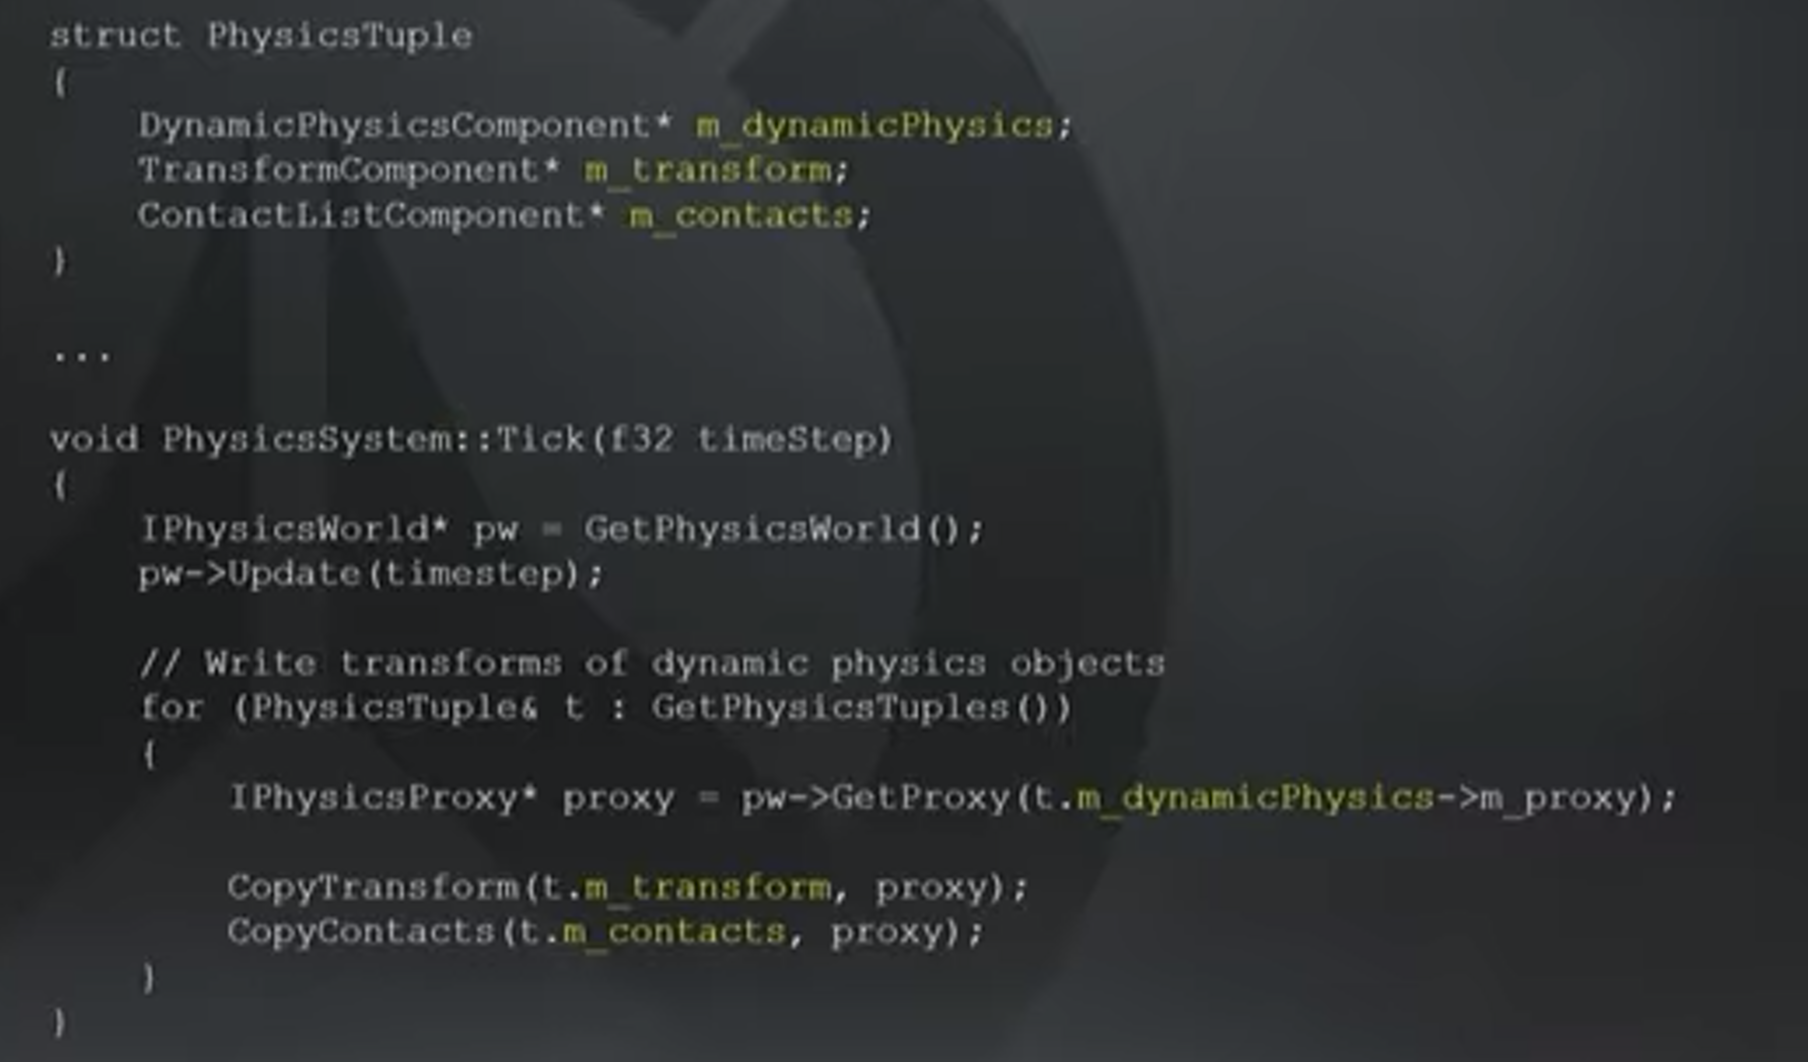 struct PhysicsTuple
{
    DynamicPhysicsComponent* m_dynamicPhysics;
    TransformComponent* m_transform;
    ContactListComponent* m_contacts;
}
...
void PhysicsSystem::Tick(f32 timeStep)
{
    IPhysicsWorld* pw = GetPhysicsWorld();
    pw->Update(timestep);
    // Write transforms of dynamic physics objects
    for (PhysicsTuple& t : GetPhysicsTuples())
    {
        IPhysicsProxy* proxy = pw->GetProxy(t.m_dynamicPhysics->m_proxy);
        CopyTransform(t.m_transform, proxy);
        CopyContacts(t.m_contacts, proxy);
    }
}